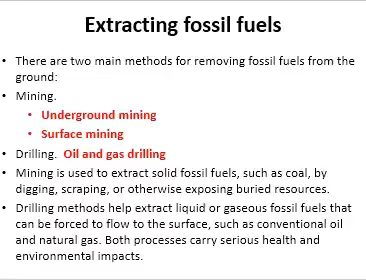 Extracting fossil fuels
• There are two main methods for removing fossil fuels from the
ground:
• Mining.
• Underground mining
• Surface mining
• Drilling. Oil and gas drilling
• Mining is used to extract solid fossil fuels, such as coal, by
digging, scraping, or otherwise exposing buried resources.
• Drilling methods help extract liquid or gaseous fossil fuels that
can be forced to flow to the surface, such as conventional oil
and natural gas. Both processes carry serious health and
environmental impacts.